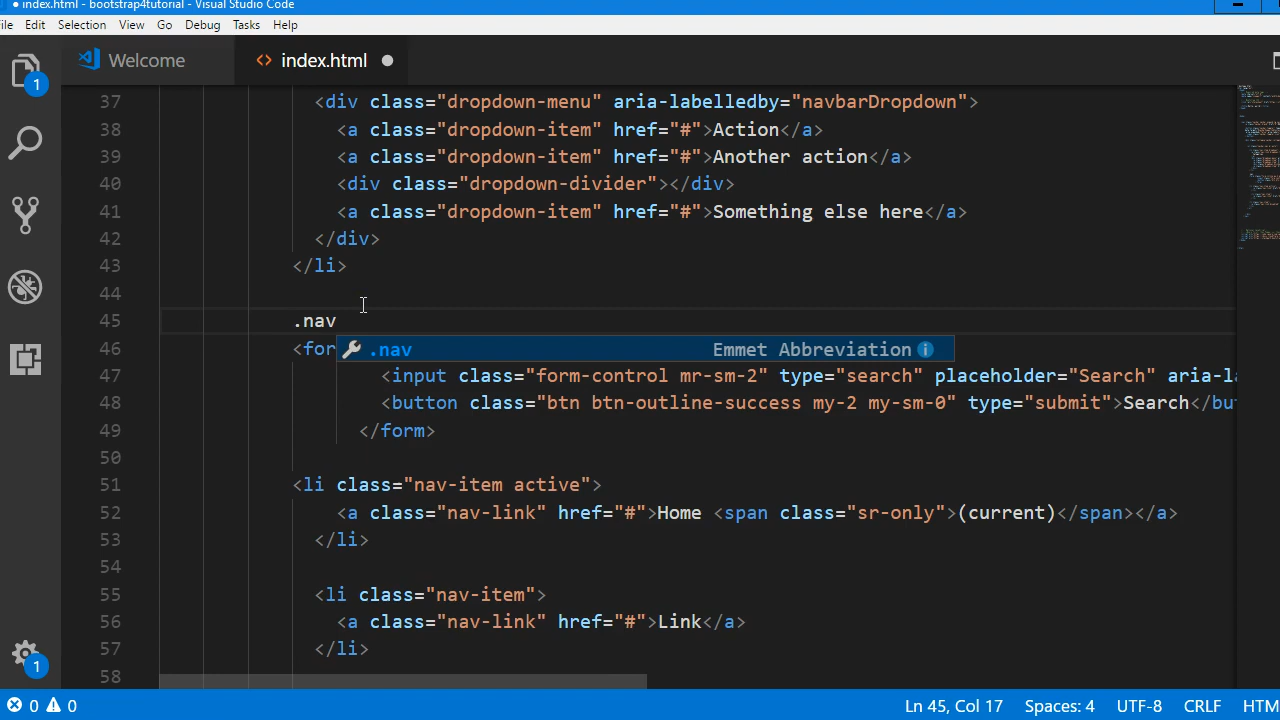 ● index.html - bootstrap4tutorial - Visual Studio Code
File Edit Selection View Go Debug Tasks Help
1
Welcome
<> index.html ●
37 <div class="dropdown-menu" aria-labelledby="navbarDropdown">
38 <a class="dropdown-item" href="#">Action</a>
39 <a class="dropdown-item" href="#">Another action</a>
40 <div class="dropdown-divider"></div>
41 <a class="dropdown-item" href="#">Something else here</a>
42 </div>
43 </li>
44
45 .nav
46 <for
.nav Emmet Abbreviation
47 <input class="form-control mr-sm-2" type="search" placeholder="Search" aria-la
48 <button class="btn btn-outline-success my-2 my-sm-0" type="submit">Search</but
49 </form>
50
51 <li class="nav-item active">
52 <a class="nav-link" href="#">Home <span class="sr-only">(current)</span></a>
53 </li>
54
55 <li class="nav-item">
56 <a class="nav-link" href="#">Link</a>
57 </li>
58
1
0 0 Ln 45, Col 17 Spaces: 4 UTF-8 CRLF HTM